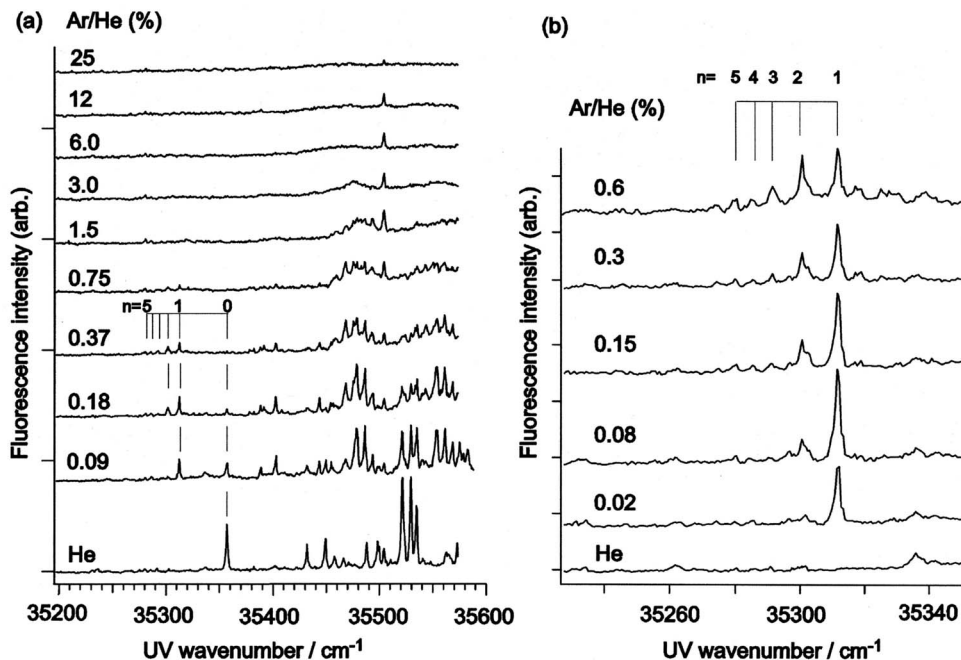 (a) Ar/He (%)
25
12
6.0
3.0
1.5
0.75
n=5 1 0
0.37
0.18
0.09
He
Fluorescence intensity (arb.)
35200 35300 35400 35500 35600
UV wavenumber / cm-1
(b)
n= 5 4 3 2 1
Ar/He (%)
0.6
0.3
0.15
0.08
0.02
He
Fluorescence intensity (arb.)
35260 35300 35340
UV wavenumber / cm-1